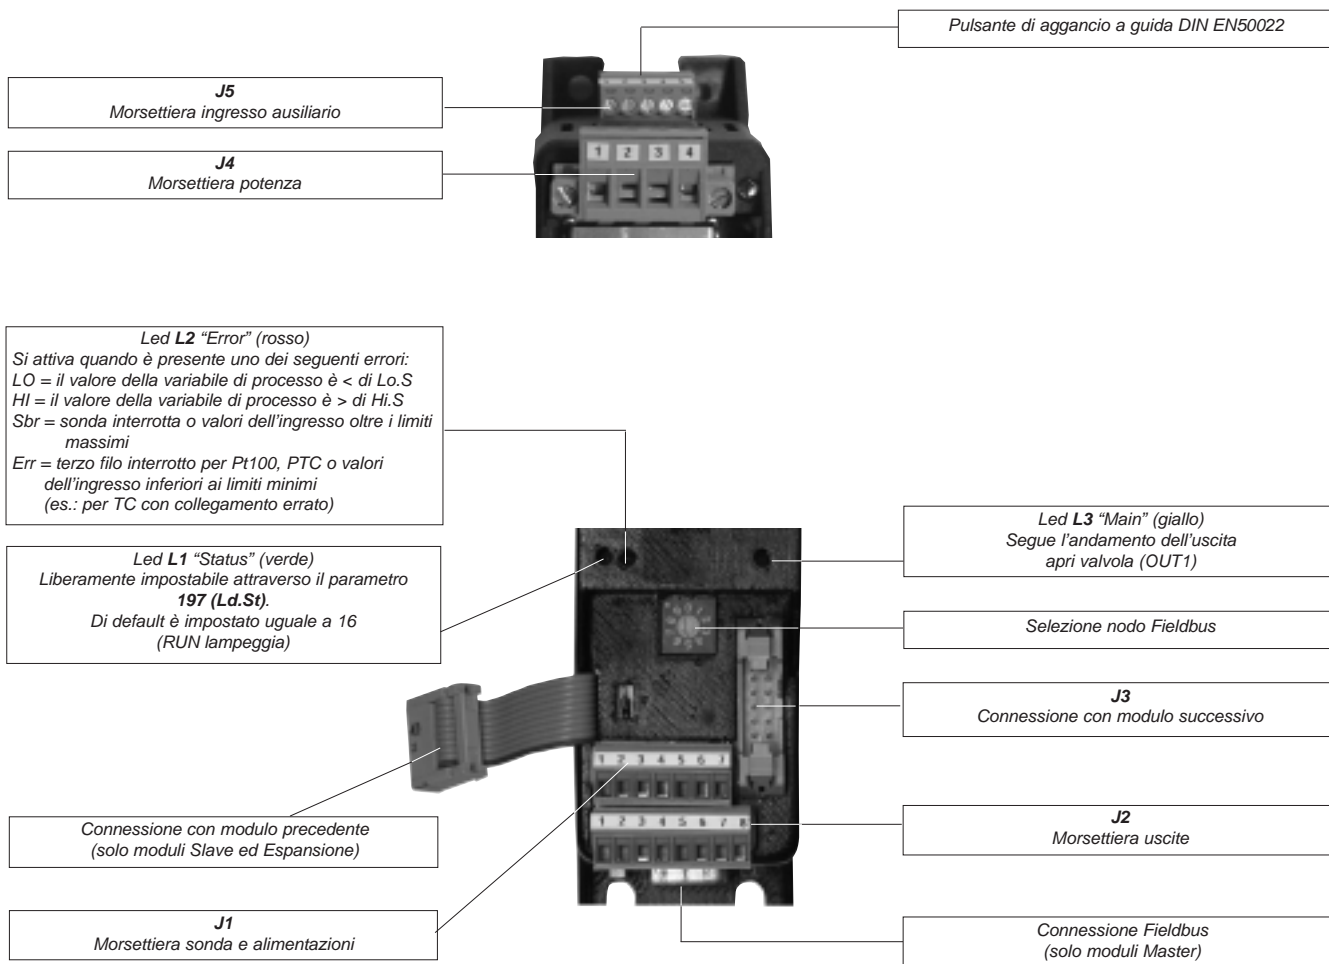 Pulsante di aggancio a guida DIN EN50022
J5
Morsettiera ingresso ausiliario
J4
Morsettiera potenza
1 2 3 4
Led L2 “Error” (rosso)
Si attiva quando è presente uno dei seguenti errori:
LO = il valore della variabile di processo è < di Lo.S
HI = il valore della variabile di processo è > di Hi.S
Sbr = sonda interrotta o valori dell’ingresso oltre i limiti
massimi
Err = terzo filo interrotto per Pt100, PTC o valori
dell’ingresso inferiori ai limiti minimi
(es.: per TC con collegamento errato)
Led L1 “Status” (verde)
Liberamente impostabile attraverso il parametro
197 (Ld.St).
Di default è impostato uguale a 16
(RUN lampeggia)
Led L3 “Main” (giallo)
Segue l’andamento dell’uscita
apri valvola (OUT1)
Selezione nodo Fieldbus
J3
Connessione con modulo successivo
1 2 3 4 5 6 7
1 2 3 4 5 6 7 8
J2
Morsettiera uscite
Connessione con modulo precedente
(solo moduli Slave ed Espansione)
J1
Morsettiera sonda e alimentazioni
Connessione Fieldbus
(solo moduli Master)